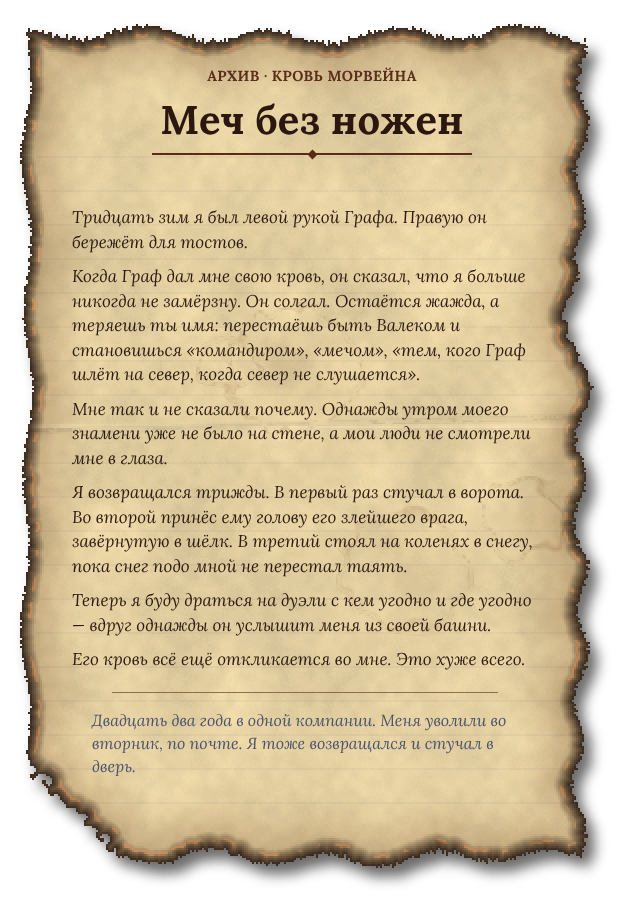 АРХИВ · КРОВЬ МОРВЕЙНА
Меч без ножен
Тридцать зим я был левой рукой Графа. Правую он
бережёт для тостов.
Когда Граф дал мне свою кровь, он сказал, что я больше
никогда не замёрзну. Он солгал. Остаётся жажда, а
теряешь ты имя: перестаёшь быть Валеком и
становишься «командиром», «мечом», «тем, кого Граф
шлёт на север, когда север не слушается».
Мне так и не сказали почему. Однажды утром моего
знамени уже не было на стене, а мои люди не смотрели
мне в глаза.
Я возвращался трижды. В первый раз стучал в ворота.
Во второй принёс ему голову его злейшего врага,
завёрнутую в шёлк. В третий стоял на коленях в снегу,
пока снег подо мной не перестал таять.
Теперь я буду драться на дуэли с кем угодно и где угодно
— вдруг однажды он услышит меня из своей башни.
Его кровь всё ещё откликается во мне. Это хуже всего.
Двадцать два года в одной компании. Меня уволили во
вторник, по почте. Я тоже возвращался и стучал в
дверь.